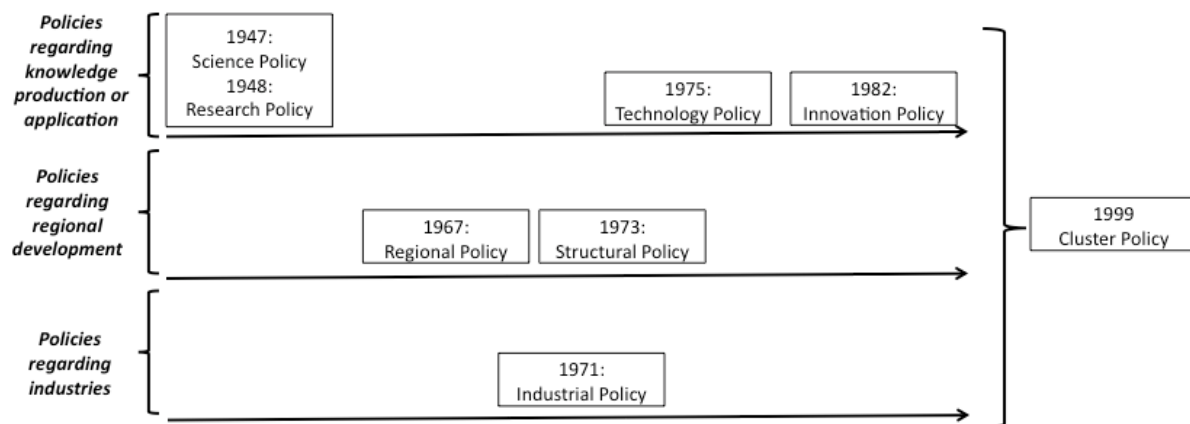 Policies
regarding
knowledge
production or
application
1947:
Science Policy
1948:
Research Policy
1975:
Technology Policy
1982:
Innovation Policy
Policies
regarding
regional
development
1967:
Regional Policy
1973:
Structural Policy
1999
Cluster Policy
Policies
regarding
industries
1971:
Industrial Policy